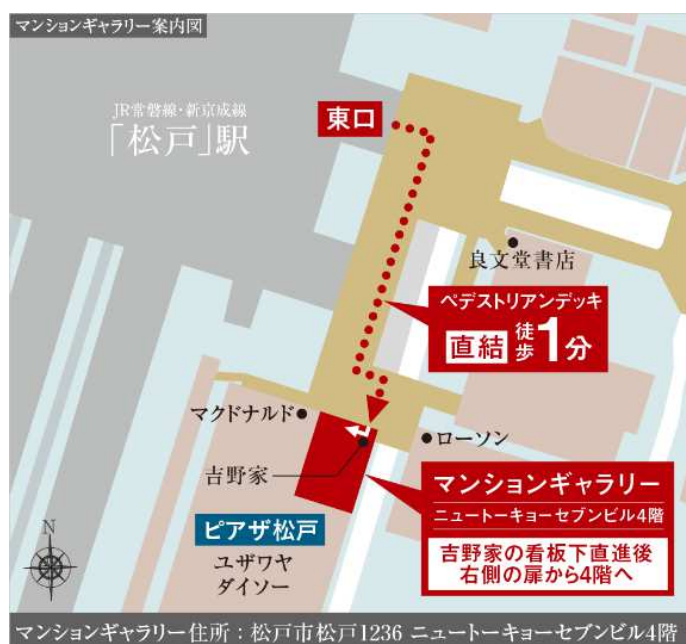 マンションギャラリー案内図
JR常磐線・新京成線
「松戸」駅
東口
良文堂書店
ペデストリアンデッキ
直結 徒歩1分
マクドナルド
ローソン
吉野家
マンションギャラリー
ニュートーキョーセブンビル4階
吉野家の看板下直進後
右側の扉から4階へ
N
ピアザ松戸
ユザワヤ
ダイソー
マンションギャラリー住所：松戸市松戸1236 ニュートーキョーセブンビル4階